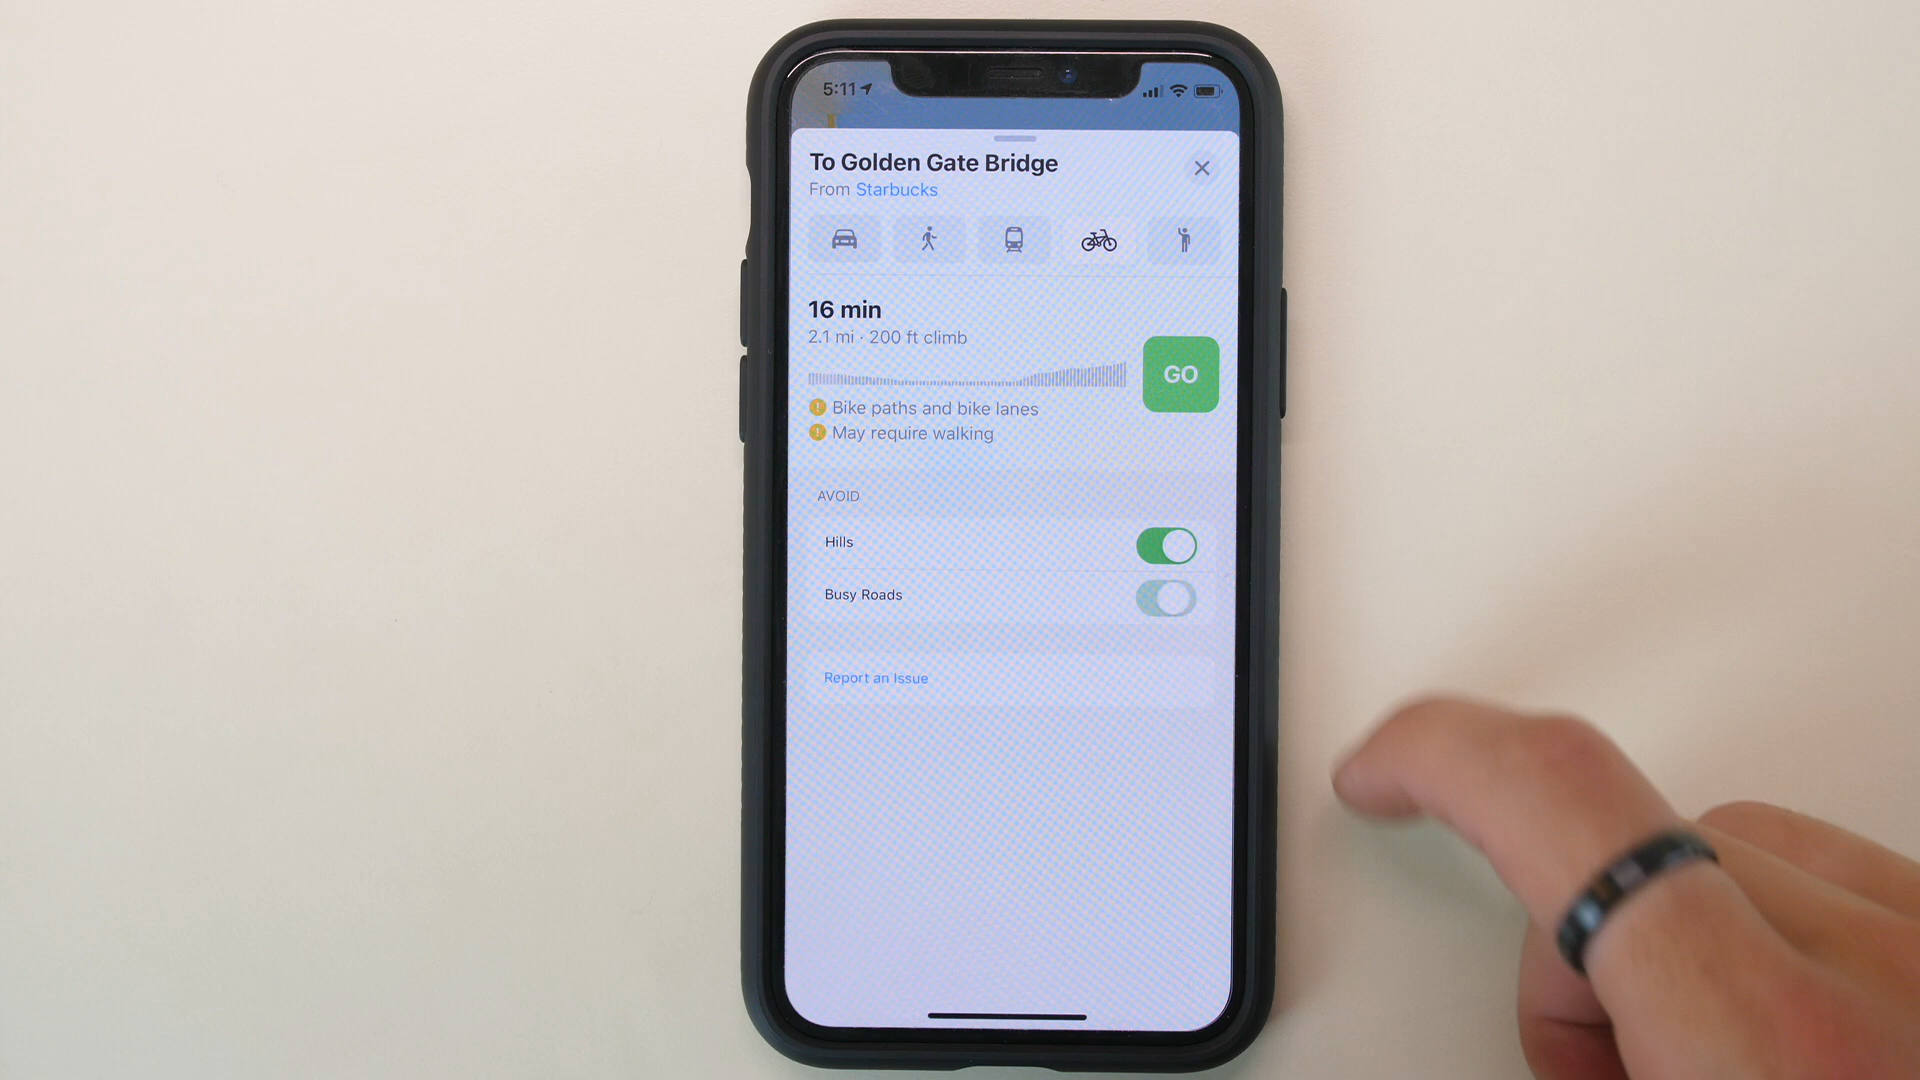 5:11
To Golden Gate Bridge
From Starbucks
16 min
2.1 mi · 200 ft climb
GO
! Bike paths and bike lanes
! May require walking
AVOID
Hills
Busy Roads
Report an Issue